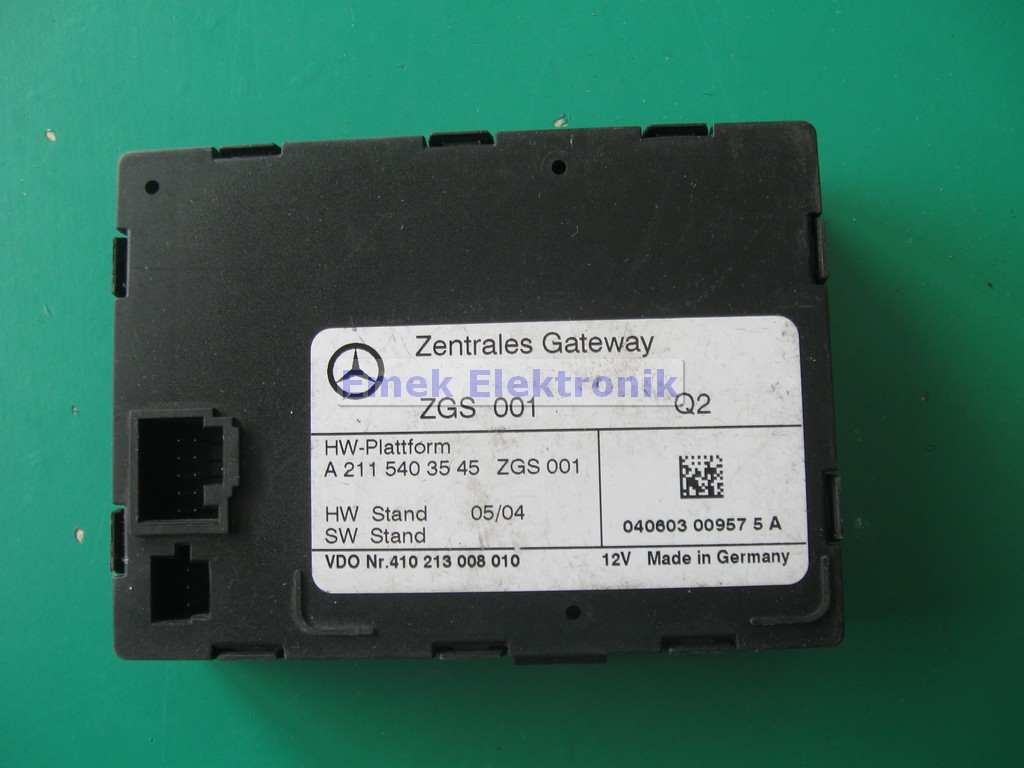 Zentrales Gateway
Emek Elektronik
ZGS 001 Q2
HW-Plattform
A 211 540 35 45 ZGS 001
HW Stand 05/04
SW Stand
040603 00957 5 A
VDO Nr.410 213 008 010 12V Made in Germany